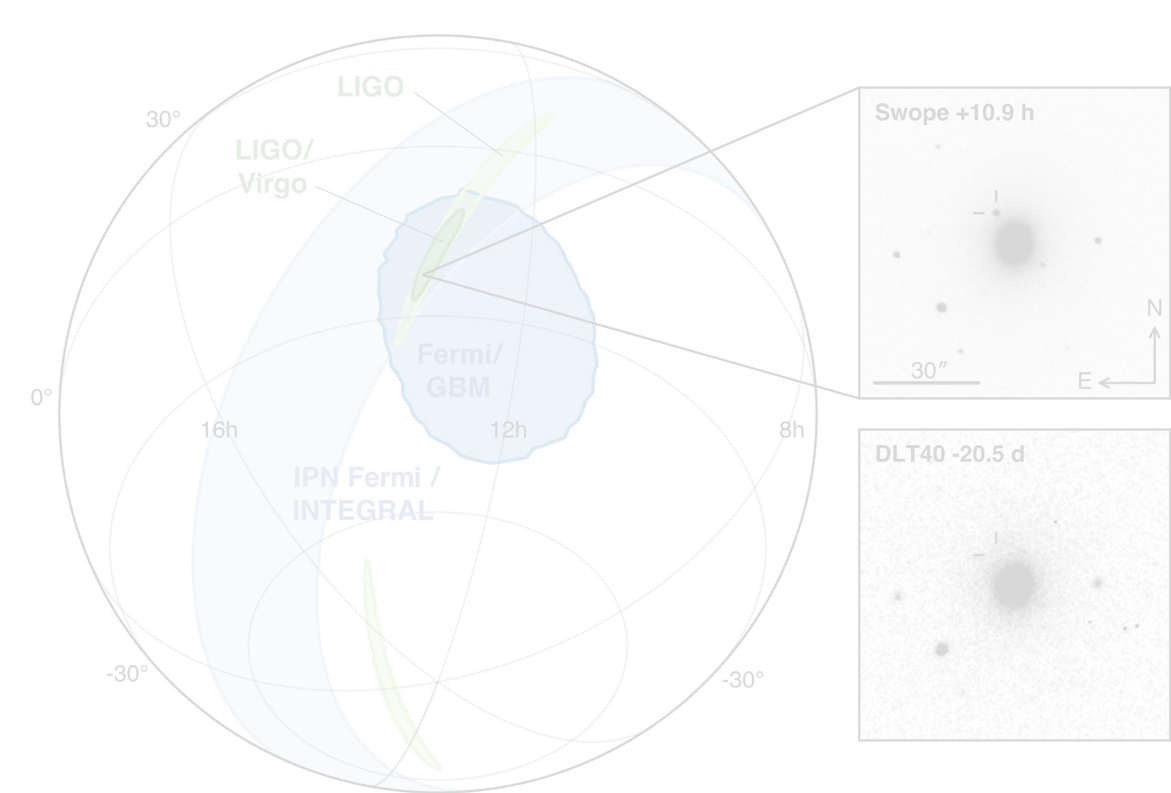 LIGO
30°
LIGO/
Virgo
Fermi/
GBM
0°
16h
12h
8h
IPN Fermi /
INTEGRAL
-30°
-30°
Swope +10.9 h
N
30″
E
DLT40 -20.5 d